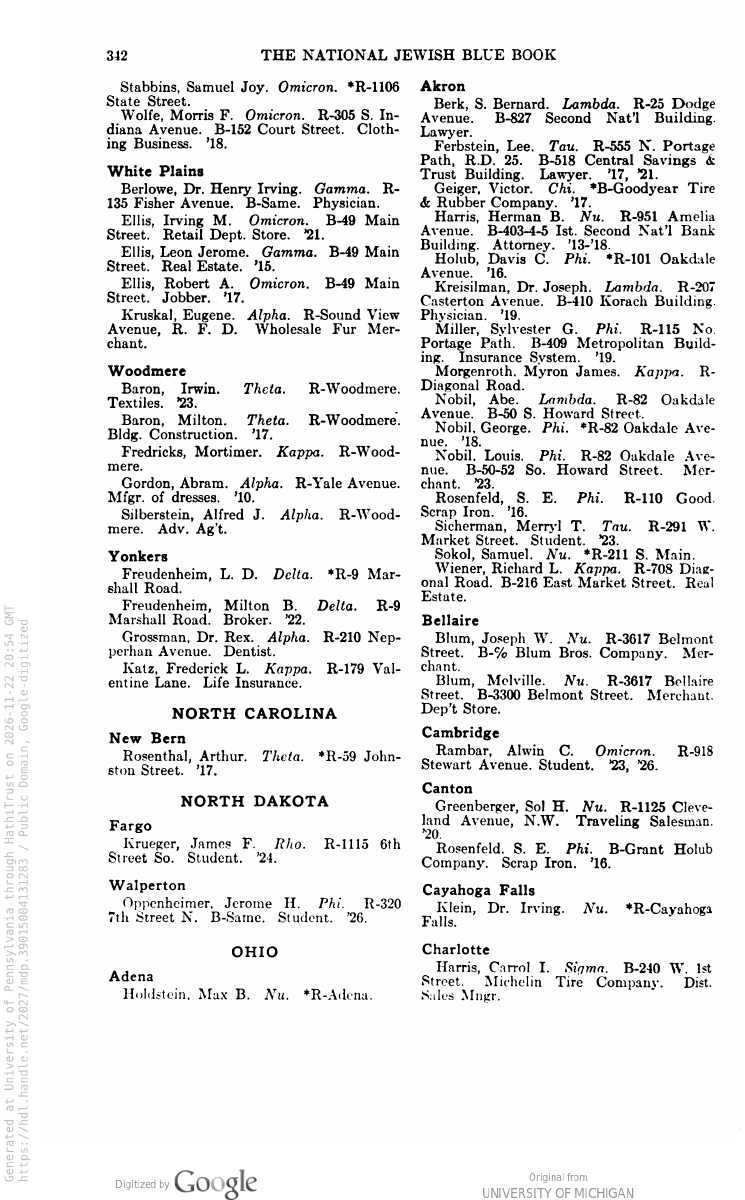 342
THE NATIONAL JEWISH BLUE BOOK
Stabbins, Samuel Joy. Omicron. *R-1106
State Street.
Wolfe, Morris F. Omicron. R-305 S. In-
diana Avenue. B-152 Court Street. Cloth-
ing Business. '18.
White Plains
Berlowe, Dr. Henry Irving. Gamma. R-
135 Fisher Avenue. B-Same. Physician.
Ellis, Irving M. Omicron. B-49 Main
Street. Retail Dept. Store. '21.
Ellis, Leon Jerome. Gamma. B-49 Main
Street. Real Estate. '15.
Ellis, Robert A. Omicron. B-49 Main
Street. Jobber. '17.
Kruskal, Eugene. Alpha. R-Sound View
Avenue, R. F. D. Wholesale Fur Mer-
chant.
Woodmere
Baron, Irwin. Theta. R-Woodmere.
Textiles. '23.
Baron, Milton. Theta. R-Woodmere.
Bldg. Construction. '17.
Fredricks, Mortimer. Kappa. R-Wood-
mere.
Gordon, Abram. Alpha. R-Yale Avenue.
Mfgr. of dresses. '10.
Silberstein, Alfred J. Alpha. R-Wood-
mere. Adv. Ag't.
Yonkers
Freudenheim, L. D. Delta. *R-9 Mar-
shall Road.
Freudenheim, Milton B. Delta. R-9
Marshall Road. Broker. '22.
Grossman, Dr. Rex. Alpha. R-210 Nep-
perhan Avenue. Dentist.
Katz, Frederick L. Kappa. R-179 Val-
entine Lane. Life Insurance.
NORTH CAROLINA
New Bern
Rosenthal, Arthur. Theta. *R-59 John-
ston Street. '17.
NORTH DAKOTA
Fargo
Krueger, James F. Rho. R-1115 6th
Street So. Student. '24.
Walperton
Oppenheimer, Jerome H. Phi. R-320
7th Street N. B-Same. Student. '26.
OHIO
Adena
Holdstein, Max B. Nu. *R-Adena.
Akron
Berk, S. Bernard. Lambda. R-25 Dodge
Avenue. B-827 Second Nat'l Building.
Lawyer.
Ferbstein, Lee. Tau. R-555 N. Portage
Path, R.D. 25. B-518 Central Savings &
Trust Building. Lawyer. '17, '21.
Geiger, Victor. Chi. *B-Goodyear Tire
& Rubber Company. '17.
Harris, Herman B. Nu. R-951 Amelia
Avenue. B-403-4-5 Ist. Second Nat'l Bank
Building. Attorney. '13-'18.
Holub, Davis C. Phi. *R-101 Oakdale
Avenue. '16.
Kreisilman, Dr. Joseph. Lambda. R-207
Casterton Avenue. B-410 Korach Building.
Physician. '19.
Miller, Sylvester G. Phi. R-115 No.
Portage Path. B-409 Metropolitan Build-
ing. Insurance System. '19.
Morgenroth. Myron James. Kappa. R-
Diagonal Road.
Nobil, Abe. Lambda. R-82 Oakdale
Avenue. B-50 S. Howard Street.
Nobil, George. Phi. *R-82 Oakdale Ave-
nue. '18.
Nobil, Louis. Phi. R-82 Oakdale Ave-
nue. B-50-52 So. Howard Street. Mer-
chant. '23.
Rosenfeld, S. E. Phi. R-110 Good.
Scrap Iron. '16.
Sicherman, Merryl T. Tau. R-291 W.
Market Street. Student. '23.
Sokol, Samuel. Nu. *R-211 S. Main.
Wiener, Richard L. Kappa. R-708 Diag-
onal Road. B-216 East Market Street. Real
Estate.
Bellaire
Blum, Joseph W. Nu. R-3617 Belmont
Street. B-% Blum Bros. Company. Mer-
chant.
Blum, Melville. Nu. R-3617 Bellaire
Street. B-3300 Belmont Street. Merchant.
Dep't Store.
Cambridge
Rambar, Alwin C. Omicron. R-918
Stewart Avenue. Student. '23, '26.
Canton
Greenberger, Sol H. Nu. R-1125 Cleve-
land Avenue, N.W. Traveling Salesman.
'20.
Rosenfeld. S. E. Phi. B-Grant Holub
Company. Scrap Iron. '16.
Cayahoga Falls
Klein, Dr. Irving. Nu. *R-Cayahoga
Falls.
Charlotte
Harris, Carrol I. Sigma. B-240 W. 1st
Street. Michelin Tire Company. Dist.
Sales Mngr.
Generated at University of Pennsylvania through HathiTrust on 2026-11-22 20:54 GMT
https://hdl.handle.net/2027/mdp.39015004131283 / Public Domain, Google-digitized
Digitized by Google
Original from
UNIVERSITY OF MICHIGAN